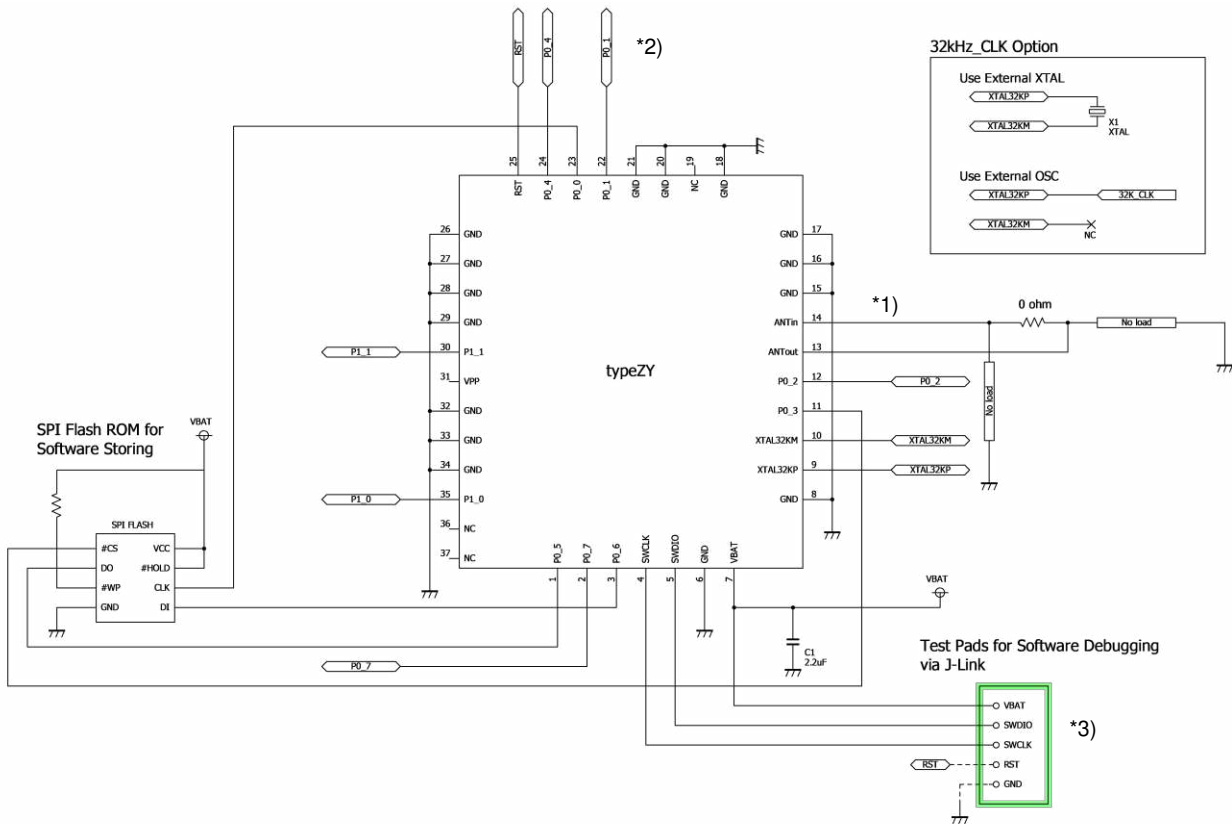 RST
P0_4
P0_1
*2)
32kHz_CLK Option
Use External XTAL
XTAL32KP
XTAL32KM
X1
XTAL
Use External OSC
XTAL32KP
32K_CLK
XTAL32KM
NC
25
24
23
22
21
20
19
18
RST
P0_4
P0_0
P0_1
GND
GND
NC
GND
26 GND
27 GND
28 GND
29 GND
P1_1
30 P1_1
31 VPP
32 GND
33 GND
34 GND
P1_0
35 P1_0
36 NC
37 NC
typeZY
GND 17
GND 16
GND 15
ANTin 14
ANTout 13
P0_2 12
P0_2
P0_3 11
XTAL32KM 10
XTAL32KM
XTAL32KP 9
XTAL32KP
GND 8
*1)
0 ohm
No load
No load
P0_5
P0_7
P0_6
SWCLK
SWDIO
GND
VBAT
1
2
3
4
5
6
7
SPI Flash ROM for
Software Storing
VBAT
SPI FLASH
#CS VCC
DO #HOLD
#WP CLK
GND DI
P0_7
VBAT
C1
2.2uF
Test Pads for Software Debugging
via J-Link
VBAT
SWDIO
*3)
SWCLK
RST
RST
GND